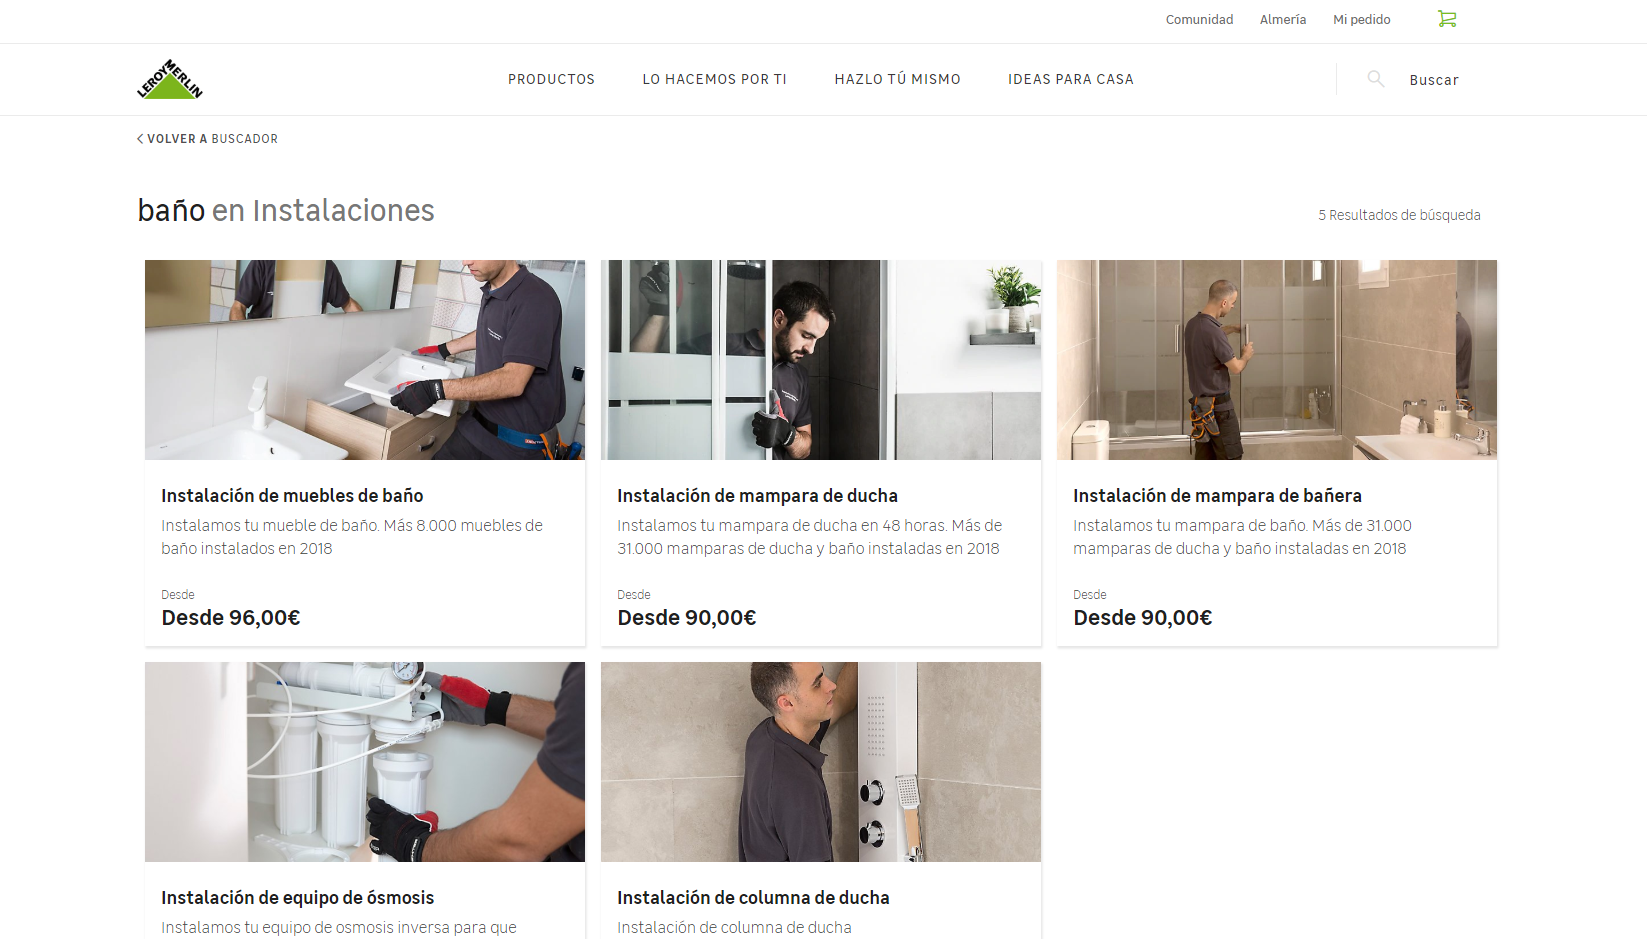 Comunidad Almería Mi pedido
LEROY MERLIN
PRODUCTOS LO HACEMOS POR TI HAZLO TÚ MISMO IDEAS PARA CASA Buscar
VOLVER A BUSCADOR
baño en Instalaciones
5 Resultados de búsqueda
Instalación de muebles de baño
Instalamos tu mueble de baño. Más 8.000 muebles de
baño instalados en 2018
Desde
Desde 96,00€
Instalación de mampara de ducha
Instalamos tu mampara de ducha en 48 horas. Más de
31.000 mamparas de ducha y baño instaladas en 2018
Desde
Desde 90,00€
Instalación de mampara de bañera
Instalamos tu mampara de baño. Más de 31.000
mamparas de ducha y baño instaladas en 2018
Desde
Desde 90,00€
Instalación de equipo de ósmosis
Instalamos tu equipo de osmosis inversa para que
Instalación de columna de ducha
Instalación de columna de ducha